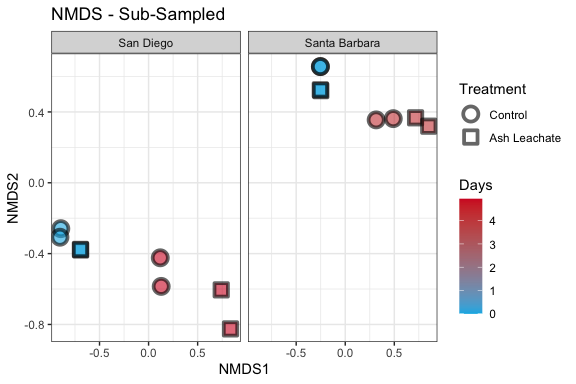 NMDS - Sub-Sampled
San Diego
Santa Barbara
0.4
0.0
-0.4
-0.8
NMDS2
-0.5
0.0
0.5
-0.5
0.0
0.5
NMDS1
Treatment
Control
Ash Leachate
Days
4
3
2
1
0